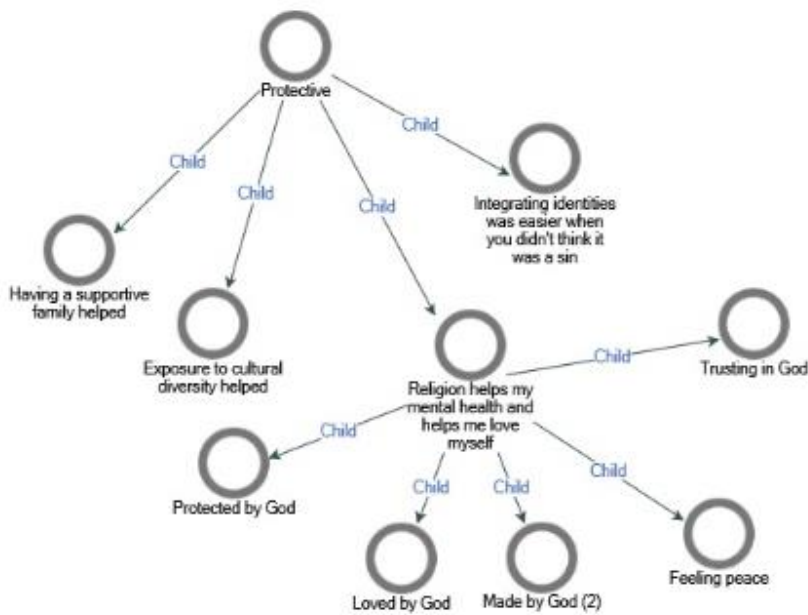 Protective
Child
Child
Child
Child
Integrating identities
was easier when
you didn't think it
was a sin
Having a supportive
family helped
Exposure to cultural
diversity helped
Religion helps my
mental health and
helps me love
myself
Child
Trusting in God
Child
Protected by God
Child
Loved by God
Child
Made by God (2)
Child
Feeling peace